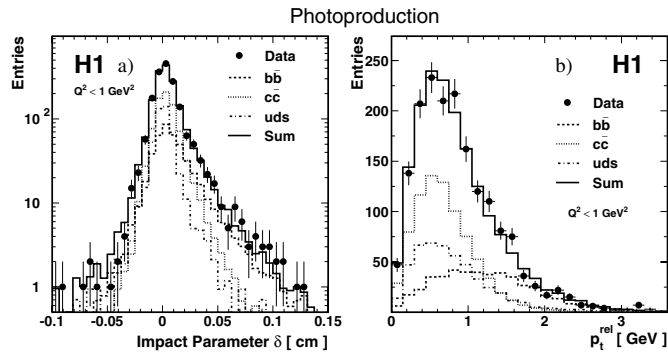 Photoproduction
Entries
H1
a)
Q² < 1 GeV²
Data
bb̄
cc̄
uds
Sum
10²
10
1
-0.1
-0.05
0
0.05
0.1
0.15
Impact Parameter δ [ cm ]
Entries
b)
H1
Data
bb̄
cc̄
uds
Sum
Q² < 1 GeV²
250
200
150
100
50
0
1
2
3
p_t^rel [ GeV ]